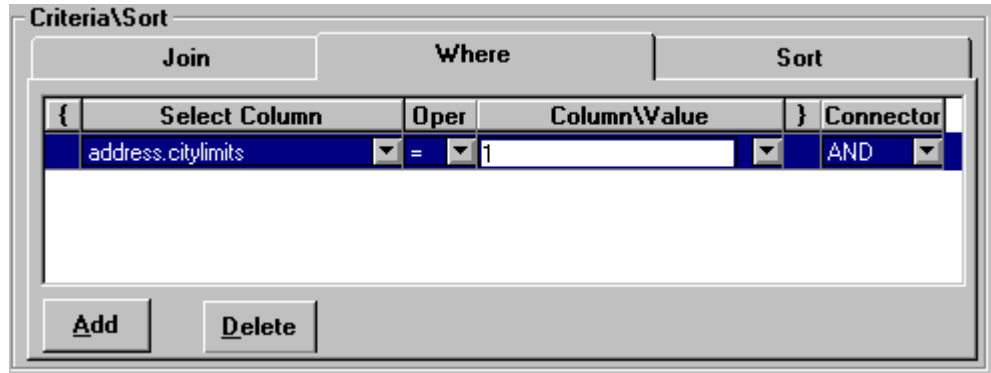 Criteria\Sort
Join Where Sort
{ Select Column Oper Column\Value } Connector
address.citylimits = 1 AND
Add Delete